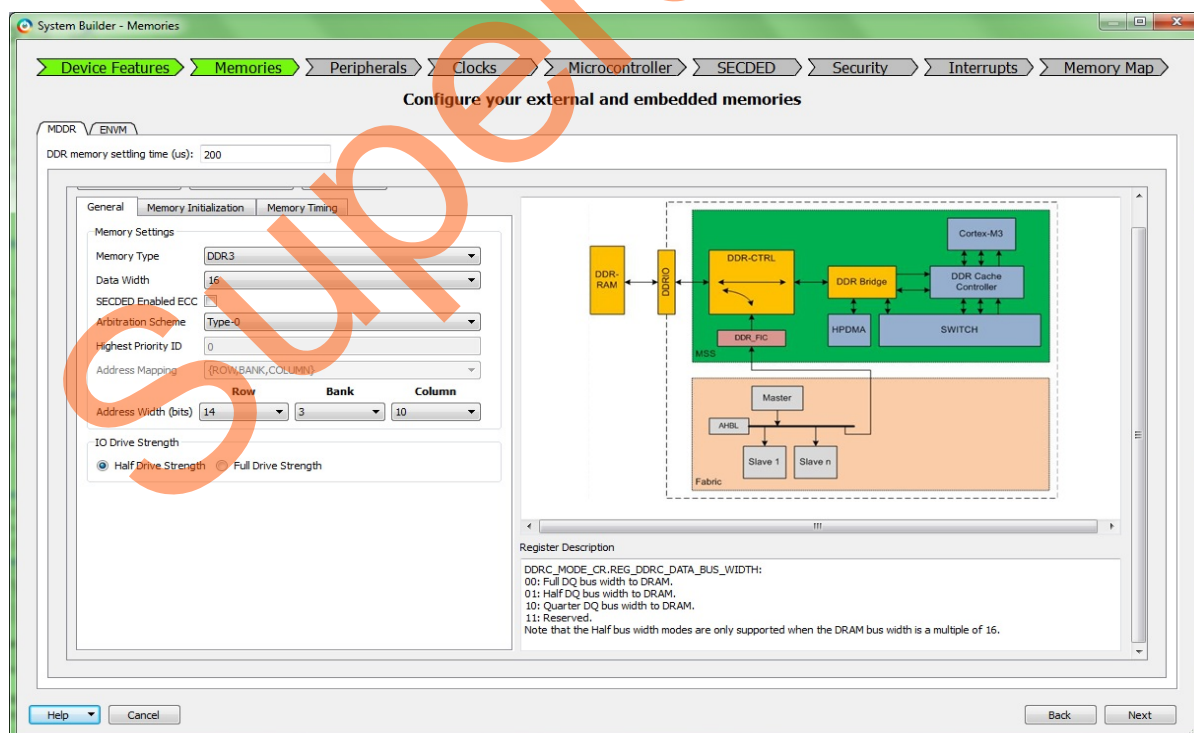 System Builder - Memories
Device Features Memories Peripherals Clocks Microcontroller SECDED Security Interrupts Memory Map
Configure your external and embedded memories
MDDR ENVM
DDR memory settling time (us): 200
General Memory Initialization Memory Timing
Memory Settings
Memory Type DDR3
Data Width 16
SECDED Enabled ECC
Arbitration Scheme Type-0
Highest Priority ID 0
Address Mapping {ROW,BANK,COLUMN}
Row Bank Column
Address Width (bits) 14 3 10
IO Drive Strength
Half Drive Strength Full Drive Strength
DDR-
RAM
DDRIO
DDR-CTRL
DDR_FIC
MSS
DDR Bridge
HPDMA
Cortex-M3
DDR Cache
Controller
SWITCH
Master
AHBL
Slave 1 Slave n
Fabric
Register Description
DDRC_MODE_CR.REG_DDRC_DATA_BUS_WIDTH:
00: Full DQ bus width to DRAM.
01: Half DQ bus width to DRAM.
10: Quarter DQ bus width to DRAM.
11: Reserved.
Note that the Half bus width modes are only supported when the DRAM bus width is a multiple of 16.
Help Cancel Back Next
Supe